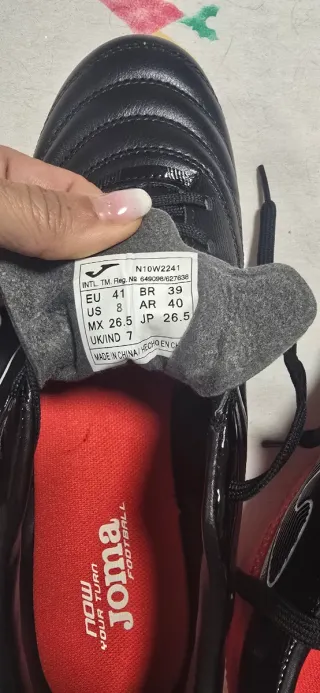 N10W2241
INTL. TM. Reg. № 649096/627636
EU 41 BR 39
US 8 AR 40
MX 26.5 JP 26.5
UK/IND 7
MADE IN CHINA / HECHO EN CH
NOW
YOUR TURN
Joma
FOOTBALL